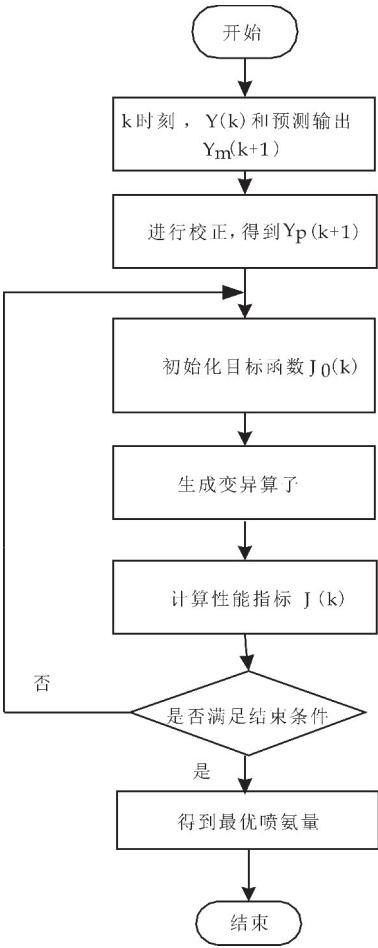 开始
k时刻，Y(k)和预测输出
Ym(k+1)
进行校正,得到Yp(k+1)
初始化目标函数J0(k)
生成变异算子
计算性能指标 J(k)
否
是否满足结束条件
是
得到最优喷氨量
结束